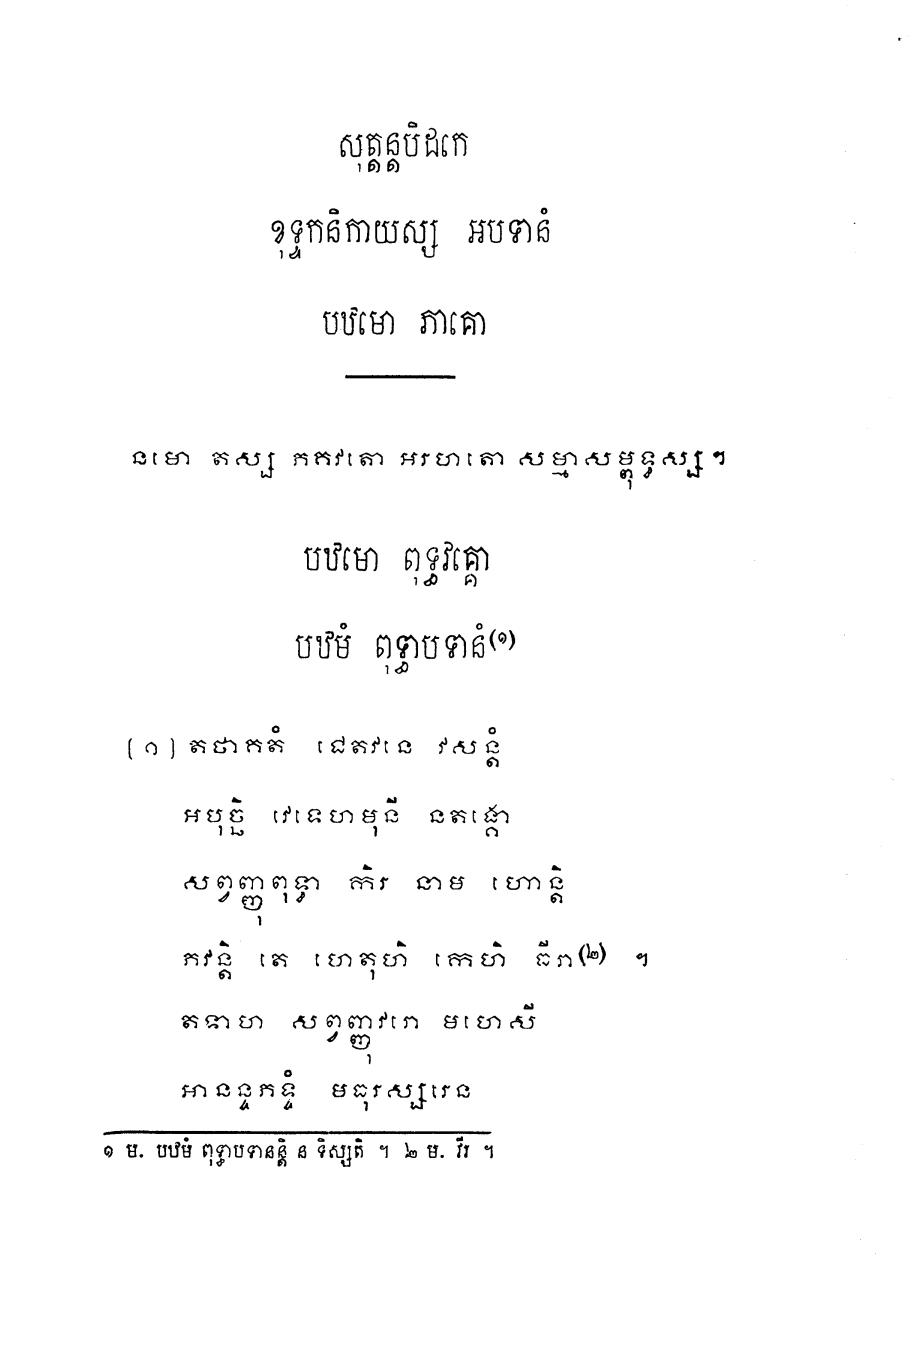 សុត្តន្តបិដកេ
ខុទ្ទកនិកាយស្ស អបទានំ
បឋមោ ភាគោ
នមោ តស្ស ភគវតោ អរហតោ សម្មាសម្ពុទ្ធស្ស។
បឋមោ ពុទ្ធវគ្គោ
បឋមំ ពុទ្ធាបទានំ(១)
(១) តថាគតំ ជេតវនេ វសន្តំ
អបុច្ឆិ វេទេហមុនី នតង្គោ
សព្វញ្ញុពុទ្ធា កិរ នាម ហោន្តិ
ភវន្តិ តេ ហេតុហិ កេហិ ធីរា(២) ។
តទាហ សព្វញ្ញុវរោ មហេសី
អានន្ទភទ្ទំ មធុរស្សរេន
១ ម. បឋមំ ពុទ្ធាបទានន្តិ ន ទិស្សតិ ។ ២ ម. វីរ ។